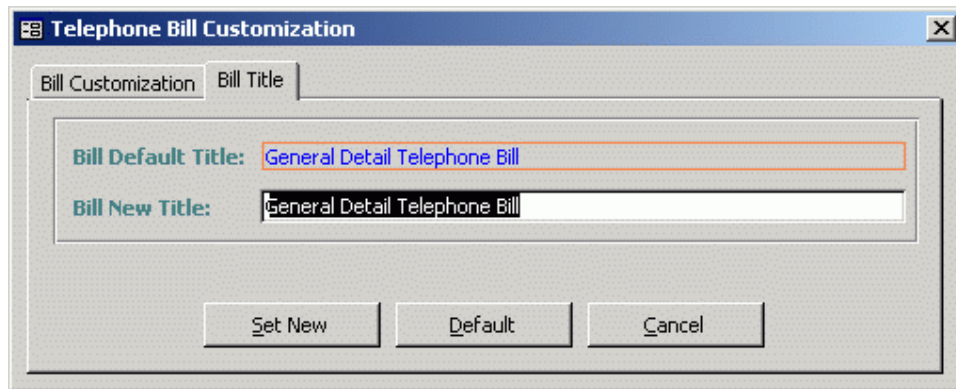 Telephone Bill Customization
Bill Customization Bill Title
Bill Default Title: General Detail Telephone Bill
Bill New Title: General Detail Telephone Bill
Set New Default Cancel